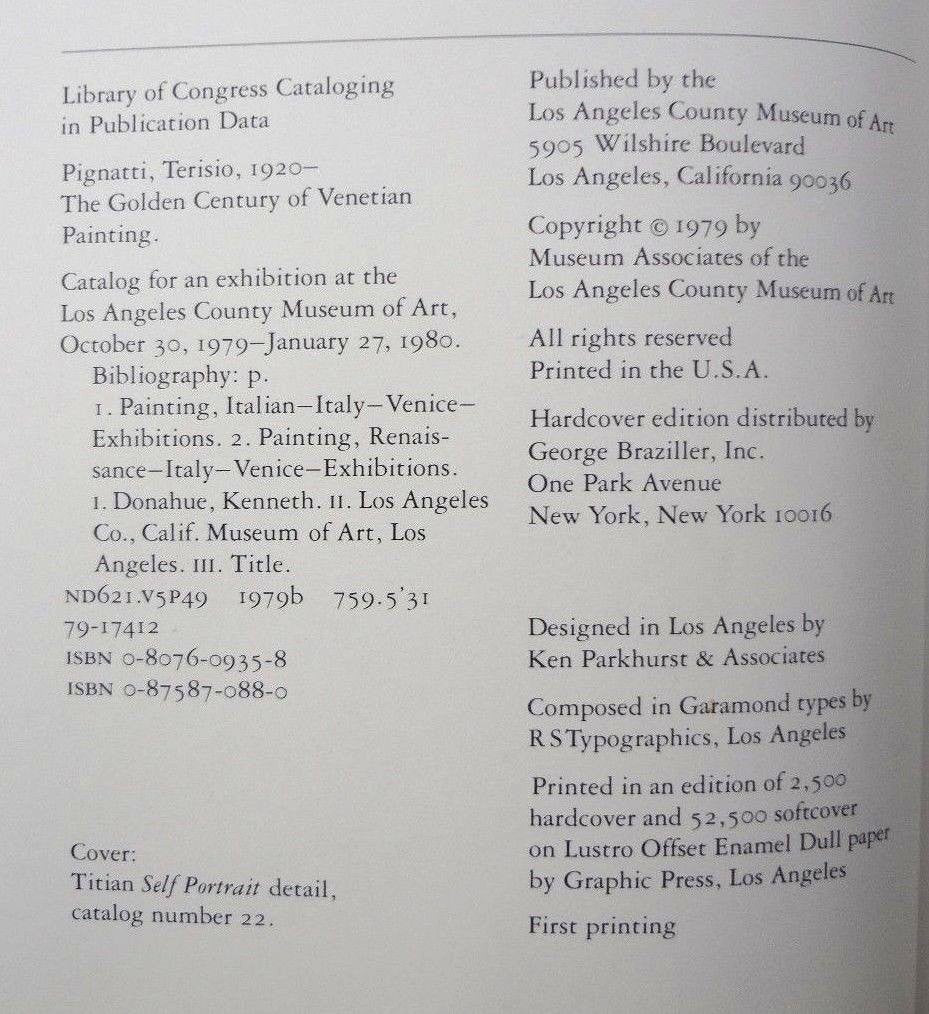 Library of Congress Cataloging
in Publication Data
Pignatti, Terisio, 1920–
The Golden Century of Venetian
Painting.
Catalog for an exhibition at the
Los Angeles County Museum of Art,
October 30, 1979–January 27, 1980.
Bibliography: p.
1. Painting, Italian–Italy–Venice–
Exhibitions. 2. Painting, Renais-
sance–Italy–Venice–Exhibitions.
I. Donahue, Kenneth. II. Los Angeles
Co., Calif. Museum of Art, Los
Angeles. III. Title.
ND621.V5P49 1979b 759.5'31
79-17412
ISBN 0-8076-0935-8
ISBN 0-87587-088-0
Cover:
Titian Self Portrait detail,
catalog number 22.
Published by the
Los Angeles County Museum of Art
5905 Wilshire Boulevard
Los Angeles, California 90036
Copyright © 1979 by
Museum Associates of the
Los Angeles County Museum of Art
All rights reserved
Printed in the U.S.A.
Hardcover edition distributed by
George Braziller, Inc.
One Park Avenue
New York, New York 10016
Designed in Los Angeles by
Ken Parkhurst & Associates
Composed in Garamond types by
RSTypographics, Los Angeles
Printed in an edition of 2,500
hardcover and 52,500 softcover
on Lustro Offset Enamel Dull paper
by Graphic Press, Los Angeles
First printing